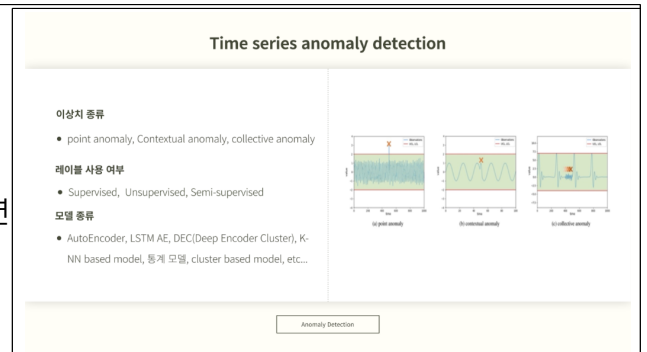 Time series anomaly detection
이상치 종류
• point anomaly, Contextual anomaly, collective anomaly
레이블 사용 여부
• Supervised, Unsupervised, Semi-supervised
모델 종류
• AutoEncoder, LSTM AE, DEC(Deep Encoder Cluster), K-
NN based model, 통계 모델, cluster based model, etc...
(a) point anomaly
(b) contextual anomaly
(c) collective anomaly
Anomaly Detection